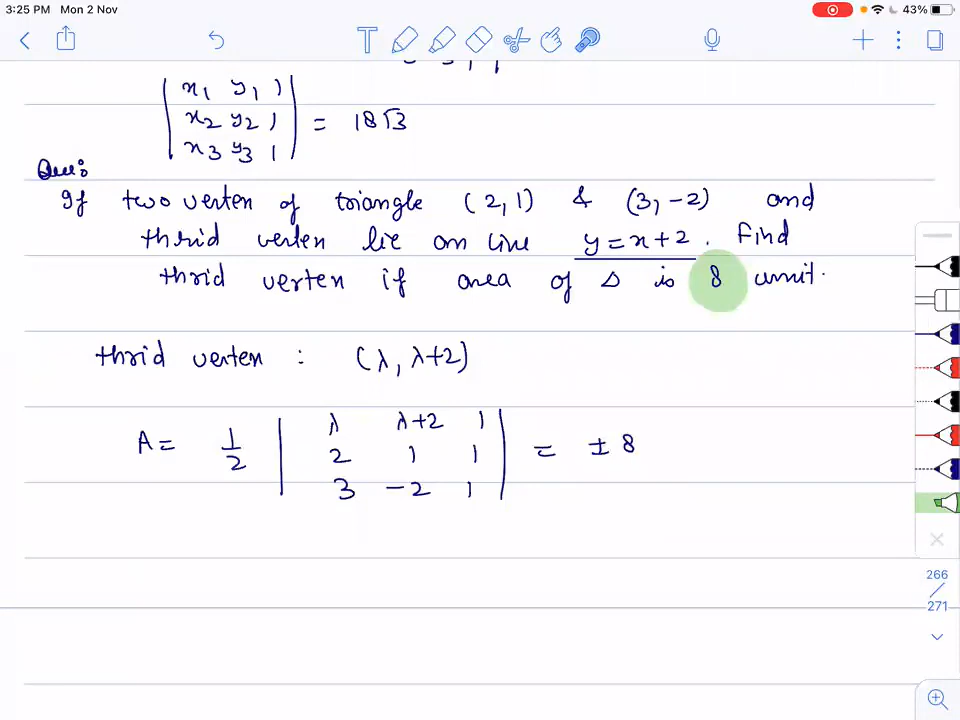 3:25 PM Mon 2 Nov
43%
| x₁ y₁ 1 |
| x₂ y₂ 1 | = 18√3
| x₃ y₃ 1 |
Que:
If two verten of triangle (2,1) & (3,-2) and
thrid verten lie on line y=x+2. Find
thrid verten if area of Δ is 8 unit.
thrid verten : (λ, λ+2)
| λ λ+2 1 |
A= 1/2 | 2 1 1 | = ±8
| 3 -2 1 |
266
/
271